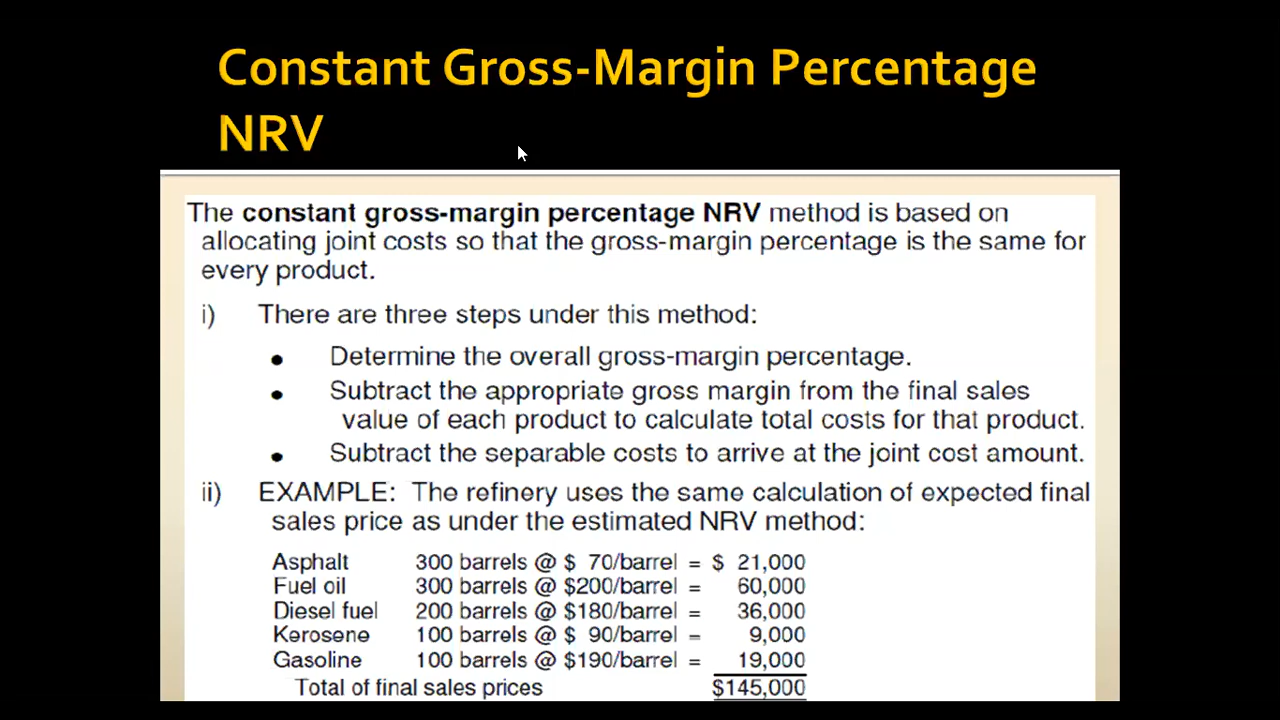 Constant Gross-Margin Percentage
NRV
The constant gross-margin percentage NRV method is based on
allocating joint costs so that the gross-margin percentage is the same for
every product.
i) There are three steps under this method:
• Determine the overall gross-margin percentage.
• Subtract the appropriate gross margin from the final sales
value of each product to calculate total costs for that product.
• Subtract the separable costs to arrive at the joint cost amount.
ii) EXAMPLE: The refinery uses the same calculation of expected final
sales price as under the estimated NRV method:
Asphalt 300 barrels @ $ 70/barrel = $ 21,000
Fuel oil 300 barrels @ $200/barrel = 60,000
Diesel fuel 200 barrels @ $180/barrel = 36,000
Kerosene 100 barrels @ $ 90/barrel = 9,000
Gasoline 100 barrels @ $190/barrel = 19,000
Total of final sales prices $145,000